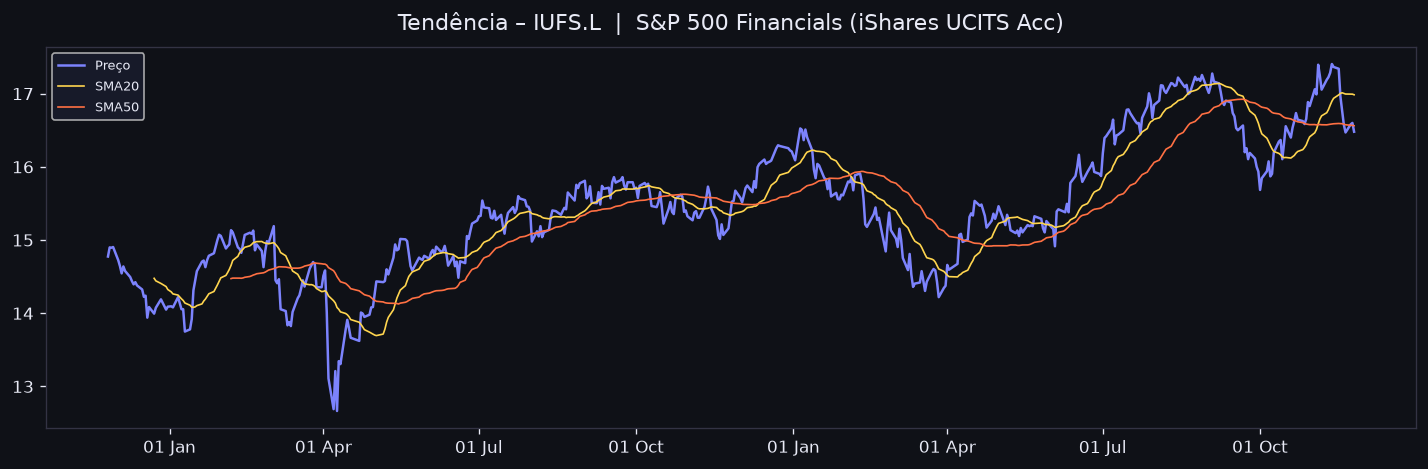 Tendência – IUFS.L | S&P 500 Financials (iShares UCITS Acc)
Preço
SMA20
SMA50
17
16
15
14
13
01 Jan
01 Apr
01 Jul
01 Oct
01 Jan
01 Apr
01 Jul
01 Oct